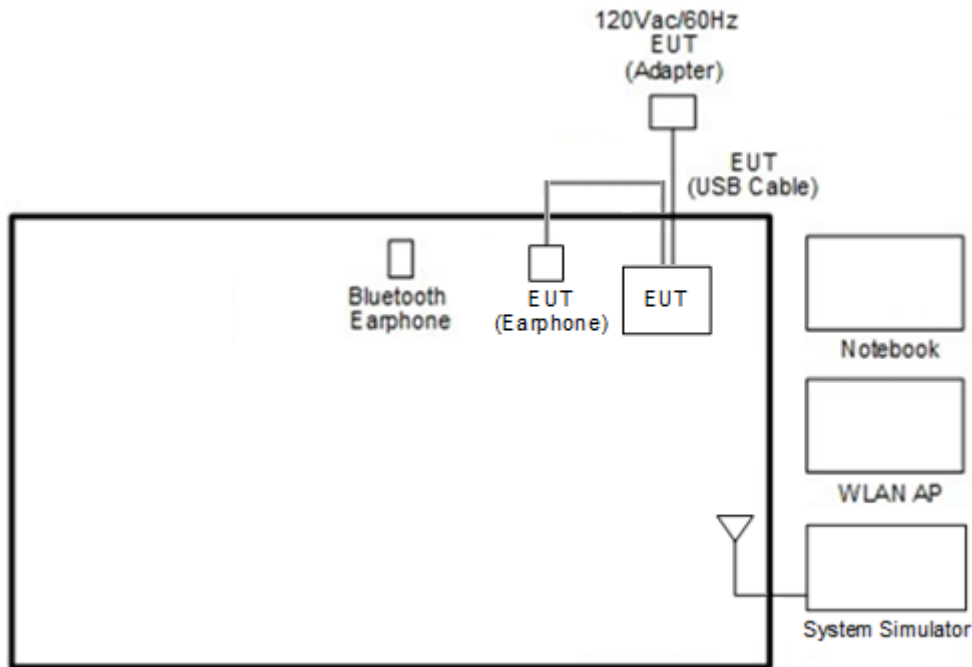 120Vac/60Hz
EUT
(Adapter)
EUT
(USB Cable)
Bluetooth
Earphone
EUT
(Earphone)
EUT
Notebook
WLAN AP
System Simulator